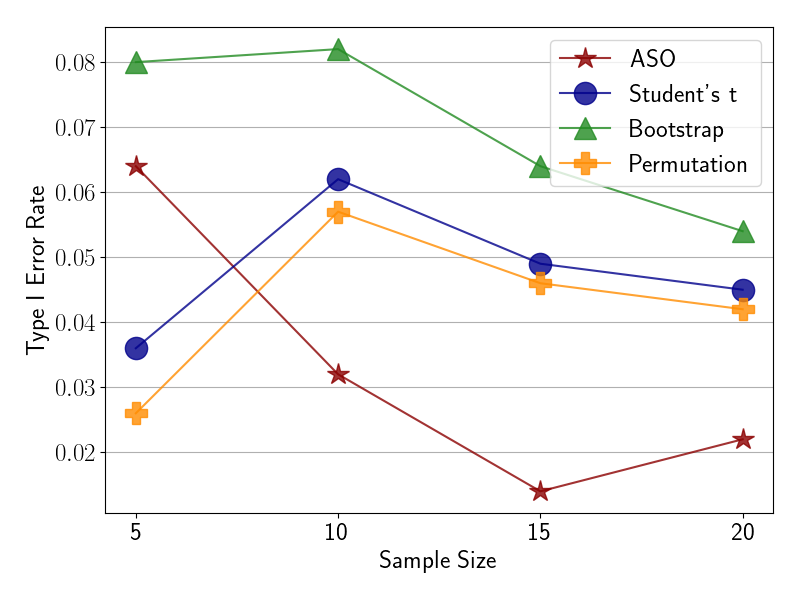 0.08
0.07
0.06
0.05
0.04
0.03
0.02
Type I Error Rate
5 10 15 20
Sample Size
ASO
Student's t
Bootstrap
Permutation